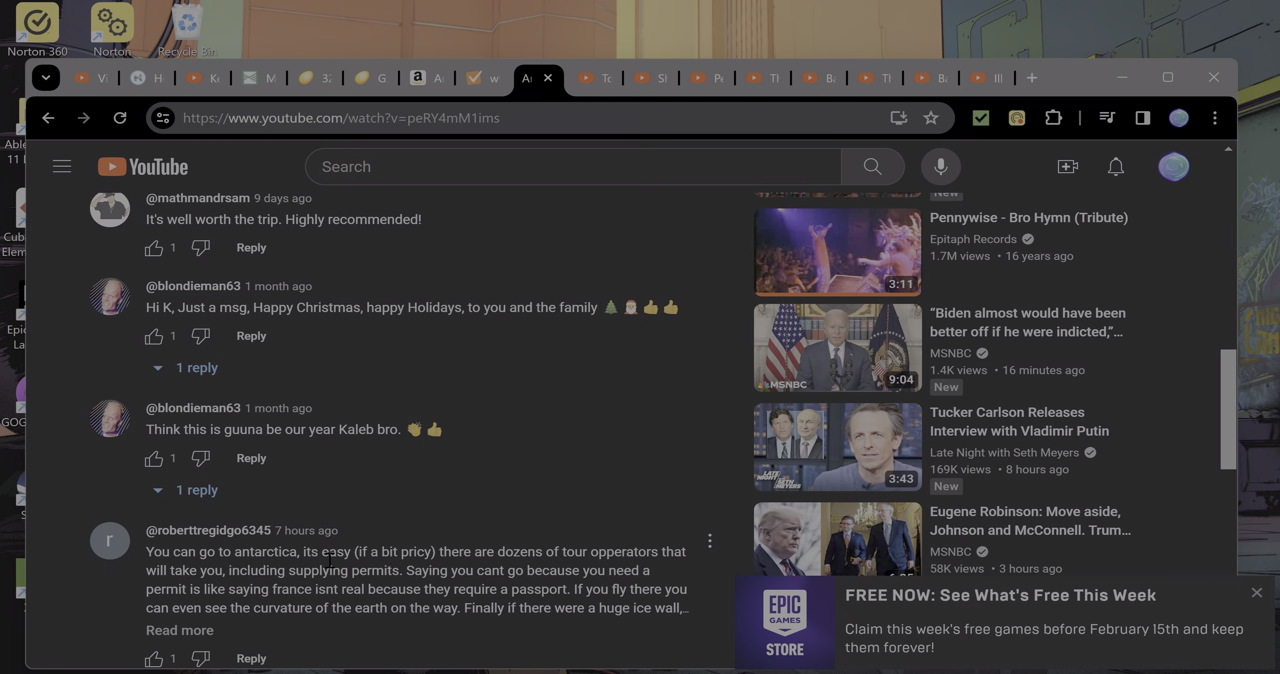 Norton 360
Norton
Recycle Bin
https://www.youtube.com/watch?v=peRY4mM1ims
YouTube
Search
@mathmandrsam 9 days ago
It's well worth the trip. Highly recommended!
1 Reply
@blondieman63 1 month ago
Hi K, Just a msg, Happy Christmas, happy Holidays, to you and the family 🎄 🎅 👍 👍
1 Reply
1 reply
@blondieman63 1 month ago
Think this is guuna be our year Kaleb bro. 👏 👍
1 Reply
1 reply
r
@roberttregidgo6345 7 hours ago
You can go to antarctica, its easy (if a bit pricy) there are dozens of tour opperators that
will take you, including supplying permits. Saying you cant go because you need a
permit is like saying france isnt real because they require a passport. If you fly there you
can even see the curvature of the earth on the way. Finally if there were a huge ice wall,…
Read more
1 Reply
New
Pennywise - Bro Hymn (Tribute)
Epitaph Records
1.7M views • 16 years ago
3:11
“Biden almost would have been
better off if he were indicted,”…
MSNBC
1.4K views • 16 minutes ago
New
MSNBC
9:04
Tucker Carlson Releases
Interview with Vladimir Putin
Late Night with Seth Meyers
169K views • 8 hours ago
New
LATE NIGHT SETH MEYERS
3:43
Eugene Robinson: Move aside,
Johnson and McConnell. Trum…
MSNBC
58K views • 3 hours ago
EPIC
GAMES
STORE
FREE NOW: See What's Free This Week
Claim this week's free games before February 15th and keep
them forever!